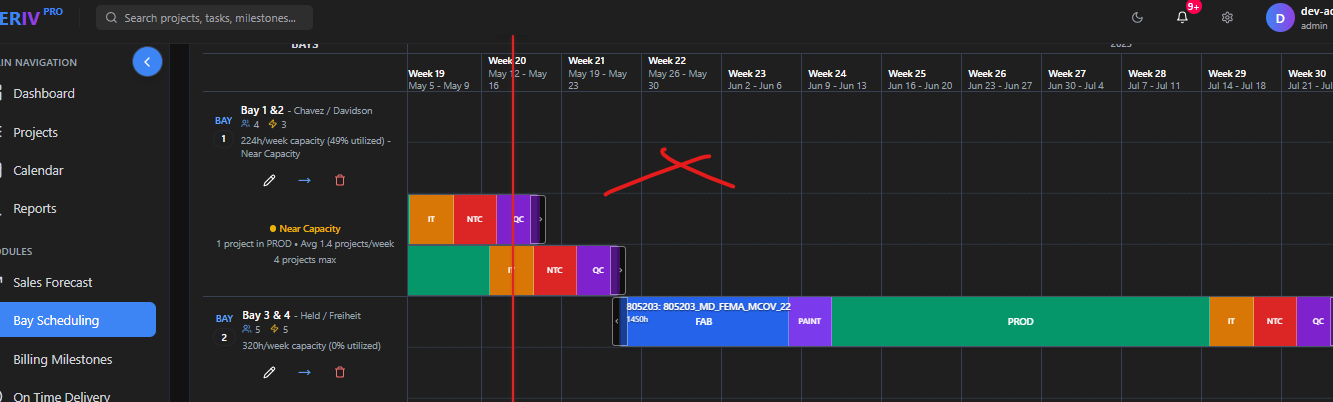 ERIV PRO
Search projects, tasks, milestones...
9+
D
dev-ad
admin
AIN NAVIGATION
Dashboard
Projects
Calendar
Reports
ODULES
Sales Forecast
Bay Scheduling
Billing Milestones
On Time Delivery
BAYS
2025
Week 19
May 5 - May 9
Week 20
May 12 - May
16
Week 21
May 19 - May
23
Week 22
May 26 - May
30
Week 23
Jun 2 - Jun 6
Week 24
Jun 9 - Jun 13
Week 25
Jun 16 - Jun 20
Week 26
Jun 23 - Jun 27
Week 27
Jun 30 - Jul 4
Week 28
Jul 7 - Jul 11
Week 29
Jul 14 - Jul 18
Week 30
Jul 21 - Jul
BAY
1
Bay 1 &2 - Chavez / Davidson
4 3
224h/week capacity (49% utilized) -
Near Capacity
Near Capacity
1 project in PROD • Avg 1.4 projects/week
4 projects max
IT NTC QC
IT NTC QC
BAY
2
Bay 3 & 4 - Held / Freiheit
5 5
320h/week capacity (0% utilized)
805203: 805203_MD_FEMA_MCOV_22
1450h
FAB PAINT PROD IT NTC QC